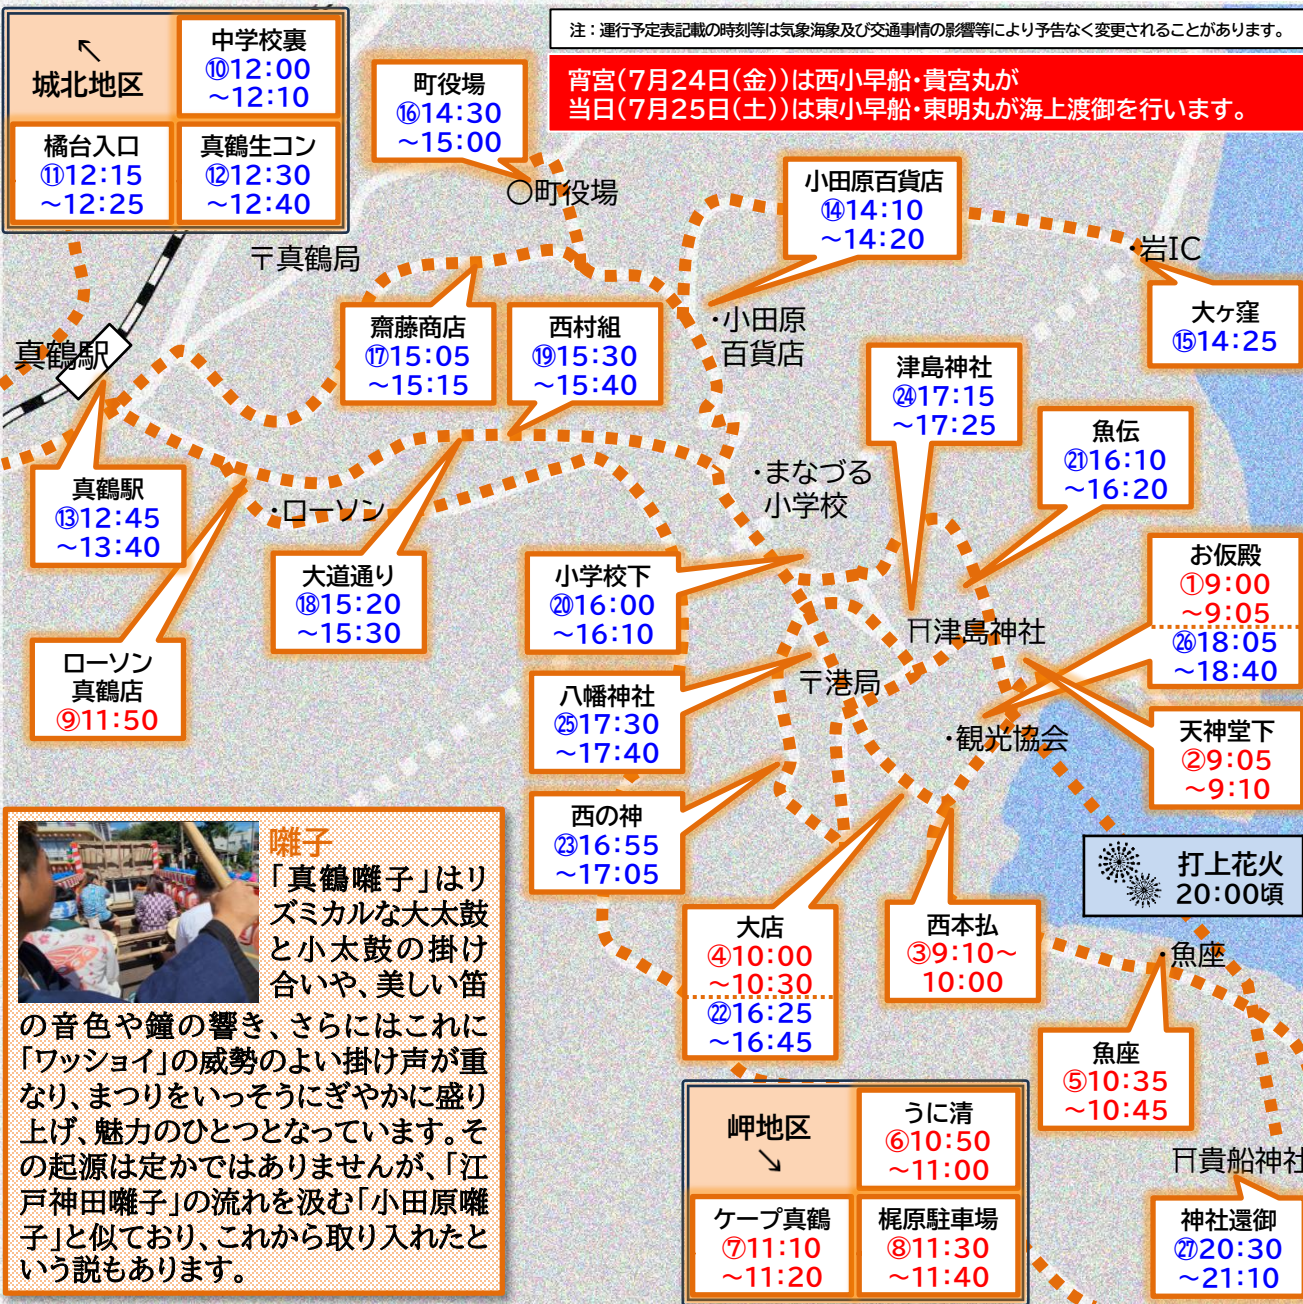 注：運行予定表記載の時刻等は気象海象及び交通事情の影響等により予告なく変更されることがあります。
宵宮(7月24日(金))は西小早船・貴宮丸が
当日(7月25日(土))は東小早船・東明丸が海上渡御を行います。
↖
城北地区
中学校裏
⑩12:00
～12:10
橘台入口
⑪12:15
～12:25
真鶴生コン
⑫12:30
～12:40
町役場
⑯14:30
～15:00
〇町役場
小田原百貨店
⑭14:10
～14:20
・岩IC
大ヶ窪
⑮14:25
〒真鶴局
真鶴駅
齋藤商店
⑰15:05
～15:15
西村組
⑲15:30
～15:40
・小田原
百貨店
津島神社
㉔17:15
～17:25
魚伝
㉑16:10
～16:20
真鶴駅
⑬12:45
～13:40
・ローソン
・まなづる
小学校
大道通り
⑱15:20
～15:30
小学校下
⑳16:00
～16:10
お仮殿
①9:00
～9:05
㉖18:05
～18:40
⛩津島神社
ローソン
真鶴店
⑨11:50
八幡神社
㉕17:30
～17:40
〒港局
・観光協会
天神堂下
②9:05
～9:10
西の神
㉓16:55
～17:05
打上花火
20:00頃
大店
④10:00
～10:30
㉒16:25
～16:45
西本払
③9:10～
10:00
・魚座
魚座
⑤10:35
～10:45
岬地区
↘
うに清
⑥10:50
～11:00
ケープ真鶴
⑦11:10
～11:20
梶原駐車場
⑧11:30
～11:40
⛩貴船神社
神社還御
㉗20:30
～21:10
囃子
「真鶴囃子」はリ
ズミカルな大太鼓
と小太鼓の掛け
合いや、美しい笛
の音色や鐘の響き、さらにはこれに
「ワッショイ」の威勢のよい掛け声が重
なり、まつりをいっそうにぎやかに盛り
上げ、魅力のひとつとなっています。そ
の起源は定かではありませんが、「江
戸神田囃子」の流れを汲む「小田原囃
子」と似ており、これから取り入れたと
いう説もあります。